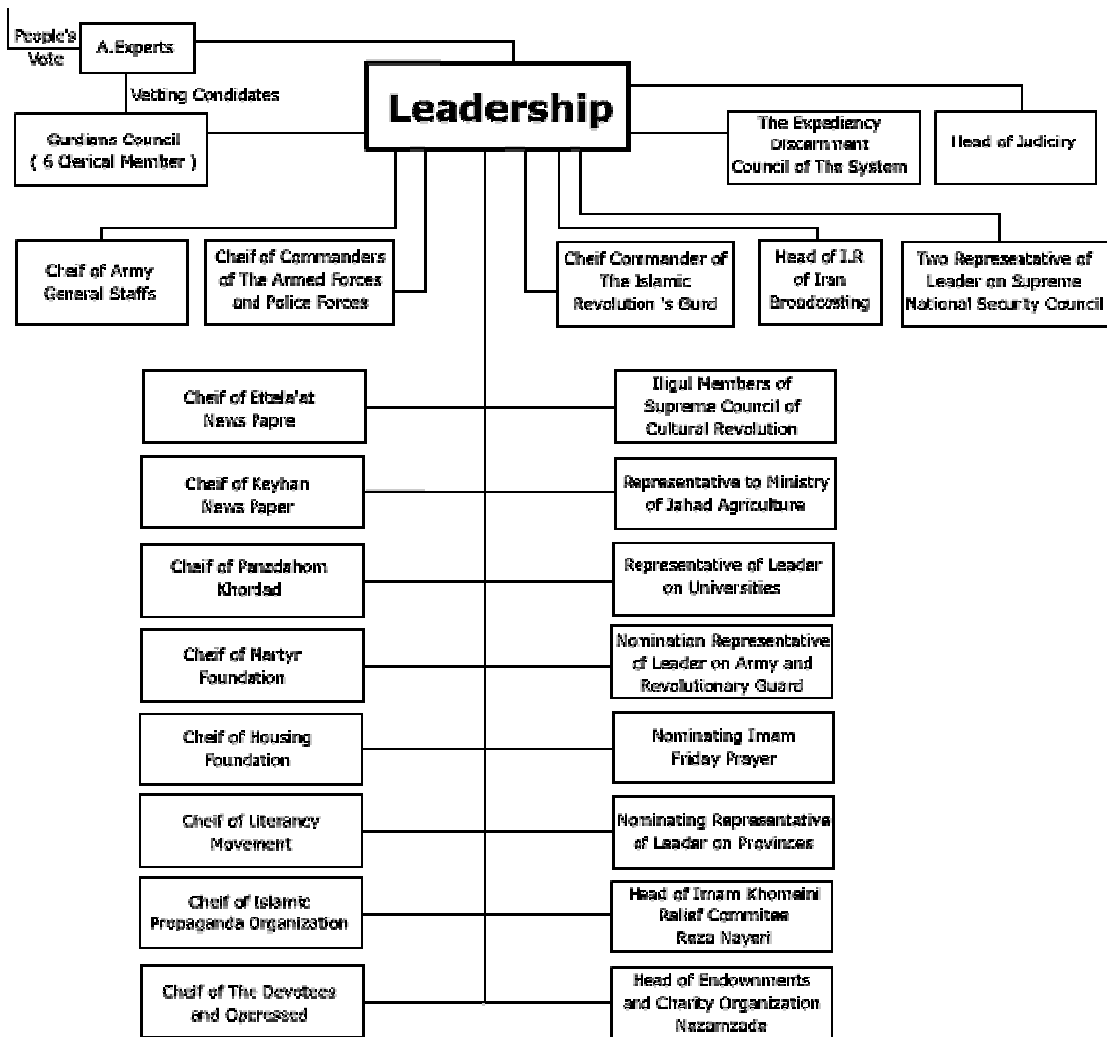 People's
Vote
A.Experts
Vetting Candidates
Leadership
Gurdians Council
( 6 Clerical Member )
The Expediency
Discernment
Council of The System
Head of Judiciry
Cheif of Army
General Staffs
Cheif of Commanders
of The Armed Forces
and Police Forces
Cheif Commander of
The Islamic
Revolution 's Gurd
Head of I.R
of Iran
Broadcosting
Two Representative of
Leader on Supreme
National Security Council
Cheif of Ettela'at
News Papre
Iligul Members of
Supreme Council of
Cultural Revolution
Cheif of Keyhan
News Paper
Representative to Ministry
of Jahad Agriculture
Cheif of Panzdahom
Khordad
Representative of Leader
on Universities
Cheif of Martyr
Foundation
Nomination Representative
of Leader on Army and
Revolutionary Guard
Cheif of Housing
Foundation
Nominating Imam
Friday Prayer
Cheif of Literancy
Movement
Nominating Representative
of Leader on Provinces
Cheif of Islamic
Propaganda Organization
Head of Imam Khomeini
Relief Commitee
Reza Nayeri
Cheif of The Devotees
and Opressed
Head of Endownments
and Charity Organization
Nezamzade